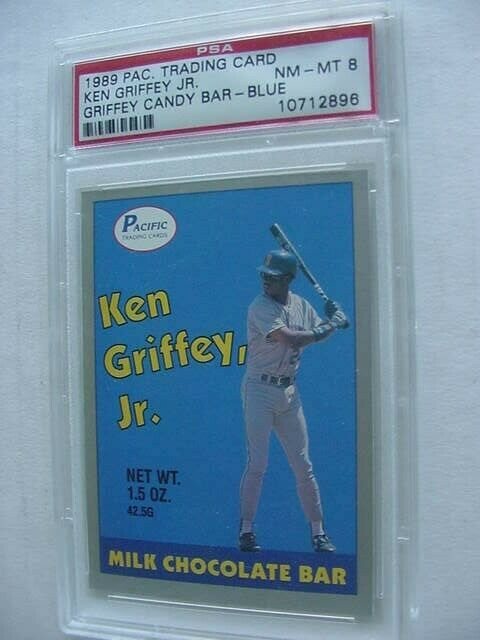 PSA
1989 PAC. TRADING CARD
KEN GRIFFEY JR. NM-MT 8
GRIFFEY CANDY BAR-BLUE
10712896
PACIFIC
TRADING CARDS
Ken
Griffey,
Jr.
2
NET WT.
1.5 OZ.
42.5G
MILK CHOCOLATE BAR